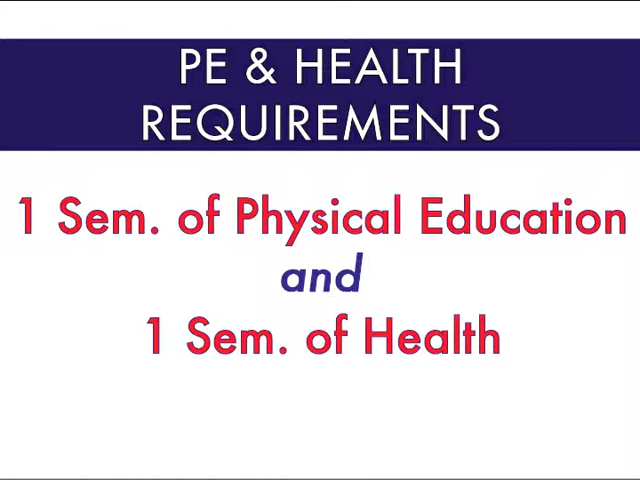 PE & HEALTH
REQUIREMENTS
1 Sem. of Physical Education
and
1 Sem. of Health